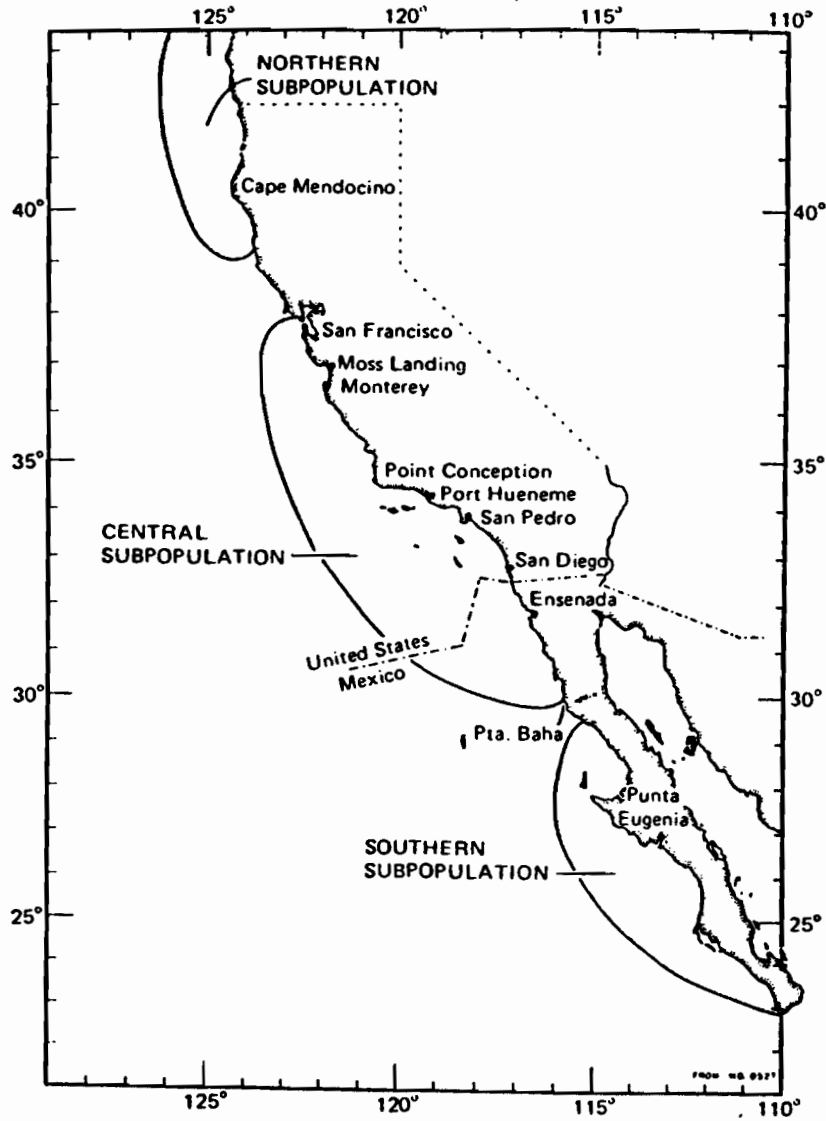 125°
120°
115°
110°
NORTHERN
SUBPOPULATION
Cape Mendocino
40°
40°
San Francisco
Moss Landing
Monterey
35°
35°
Point Conception
Port Hueneme
San Pedro
CENTRAL
SUBPOPULATION
San Diego
Ensenada
United States
Mexico
30°
30°
Pta. Baha
Punta
Eugenia
SOUTHERN
SUBPOPULATION
25°
25°
FROM
125°
120°
115°
110°